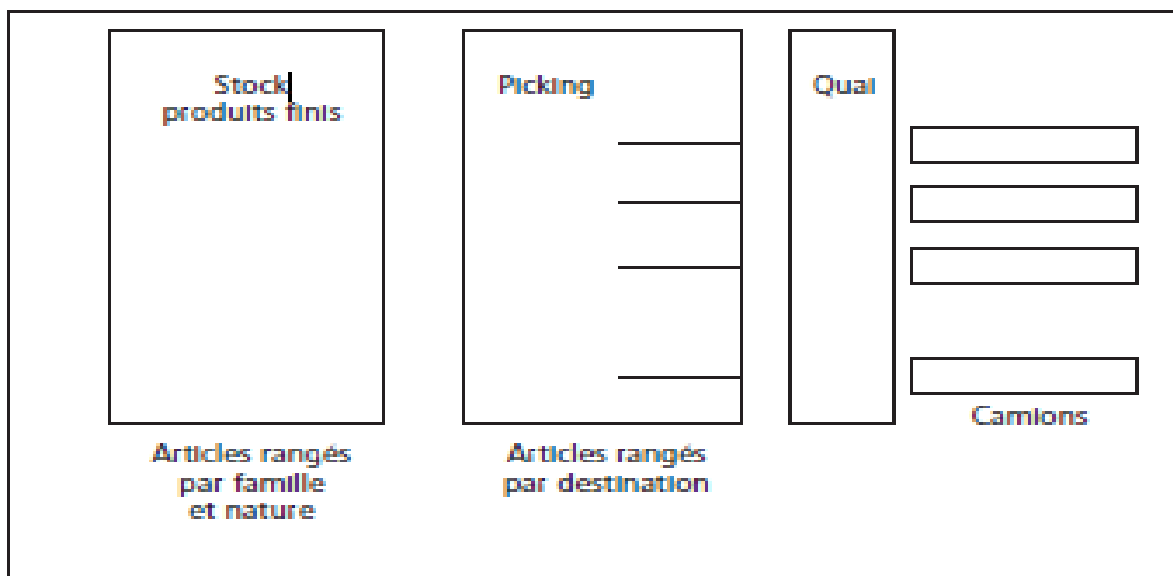 Stock
produits finis
Picking
Quai
Camions
Articles rangés
par famille
et nature
Articles rangés
par destination